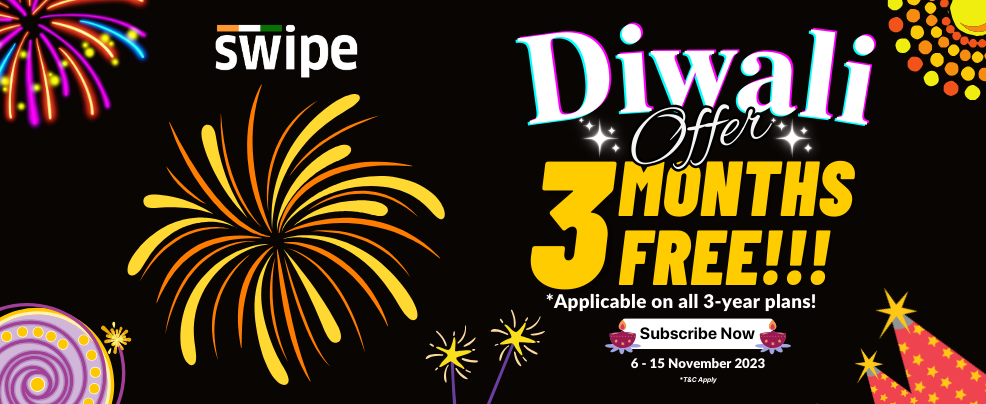 swipe
Diwali
Offer
3 MONTHS
FREE!!!
*Applicable on all 3-year plans!
Subscribe Now
6 - 15 November 2023
*T&C Apply